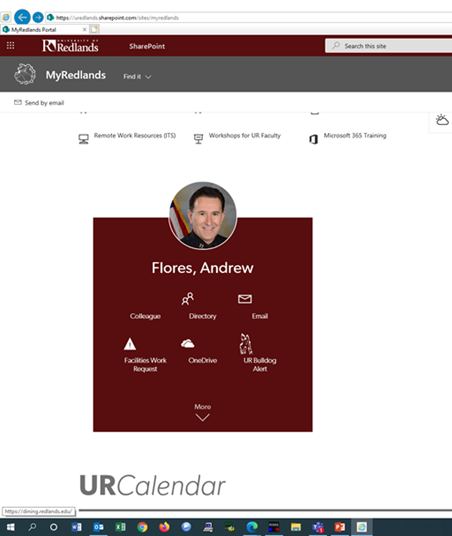 https://uredlands.sharepoint.com/sites/myredlands
MyRedlands Portal
UNIVERSITY OF
Redlands
SharePoint
Search this site
MyRedlands
Find it
Send by email
Remote Work Resources (ITS)
Workshops for UR Faculty
Microsoft 365 Training
Flores, Andrew
Colleague
Directory
Email
Facilities Work
Request
OneDrive
UR Bulldog
Alert
More
URCalendar
https://dining.redlands.edu/